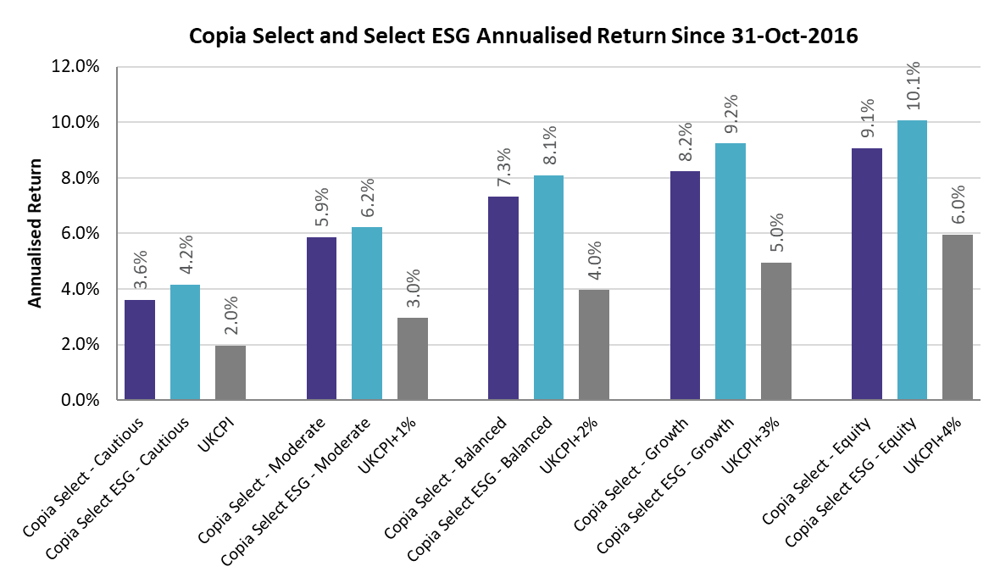 Copia Select and Select ESG Annualised Return Since 31-Oct-2016
Annualised Return
12.0%
10.0%
8.0%
6.0%
4.0%
2.0%
0.0%
3.6%
4.2%
2.0%
5.9%
6.2%
3.0%
7.3%
8.1%
4.0%
8.2%
9.2%
5.0%
9.1%
10.1%
6.0%
Copia Select - Cautious
Copia Select ESG - Cautious
UKCPI
Copia Select - Moderate
Copia Select ESG - Moderate
UKCPI+1%
Copia Select - Balanced
Copia Select ESG - Balanced
UKCPI+2%
Copia Select - Growth
Copia Select ESG - Growth
UKCPI+3%
Copia Select - Equity
Copia Select ESG - Equity
UKCPI+4%